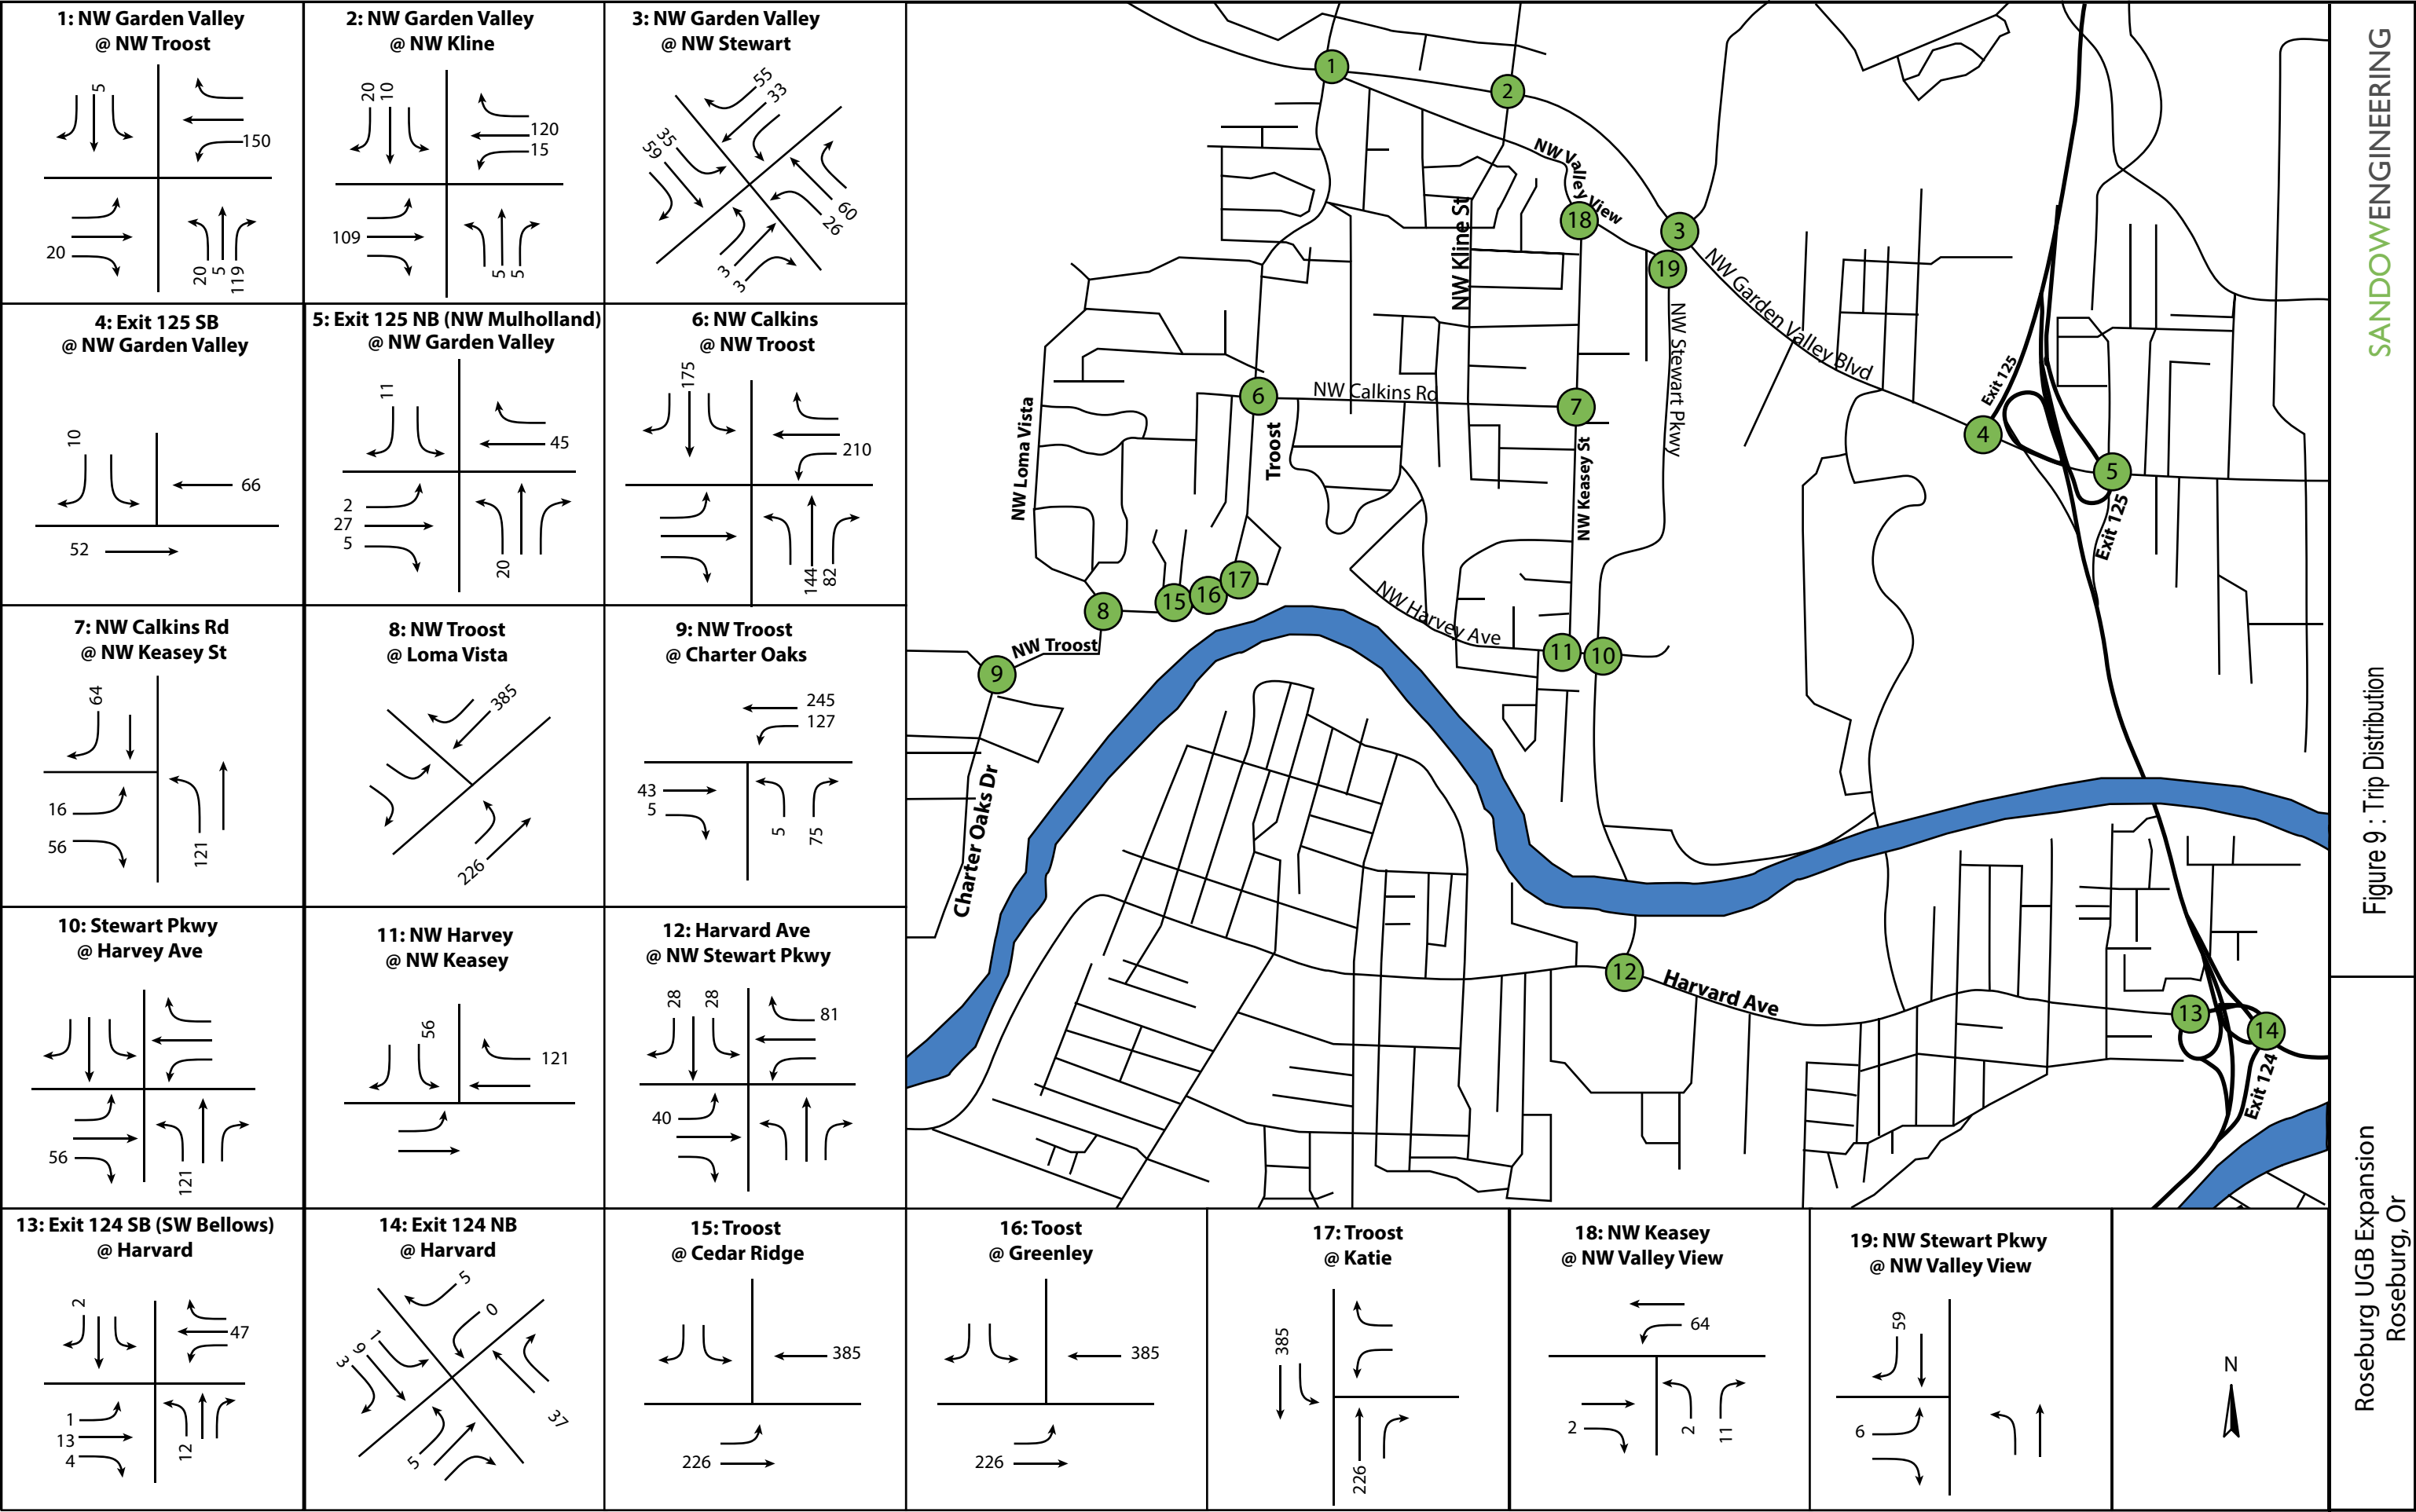 1: NW Garden Valley
@ NW Troost
5
150
20
20
5
119
2: NW Garden Valley
@ NW Kline
20
10
120
15
109
5
5
3: NW Garden Valley
@ NW Stewart
55
33
35
59
60
26
3
3
4: Exit 125 SB
@ NW Garden Valley
10
66
52
5: Exit 125 NB (NW Mulholland)
@ NW Garden Valley
11
45
2
27
5
20
6: NW Calkins
@ NW Troost
175
210
144
82
7: NW Calkins Rd
@ NW Keasey St
64
16
56
121
8: NW Troost
@ Loma Vista
385
226
9: NW Troost
@ Charter Oaks
245
127
43
5
5
75
10: Stewart Pkwy
@ Harvey Ave
56
121
11: NW Harvey
@ NW Keasey
56
121
12: Harvard Ave
@ NW Stewart Pkwy
28
28
81
40
13: Exit 124 SB (SW Bellows)
@ Harvard
2
47
1
13
4
12
14: Exit 124 NB
@ Harvard
5
0
1
9
3
37
5
15: Troost
@ Cedar Ridge
385
226
16: Toost
@ Greenley
385
226
17: Troost
@ Katie
385
226
18: NW Keasey
@ NW Valley View
64
2
2
11
19: NW Stewart Pkwy
@ NW Valley View
59
6
N
1
2
3
4
5
6
7
8
9
10
11
12
13
14
15
16
17
18
19
NW Valley View
NW Kline St
NW Garden Valley Blvd
NW Stewart Pkwy
NW Calkins Rd
Troost
NW Loma Vista
NW Keasey St
NW Harvey Ave
NW Troost
Charter Oaks Dr
Exit 125
Exit 125
Harvard Ave
Exit 124
SANDOWENGINEERING
Figure 9 : Trip Distribution
Roseburg UGB Expansion
Roseburg, Or